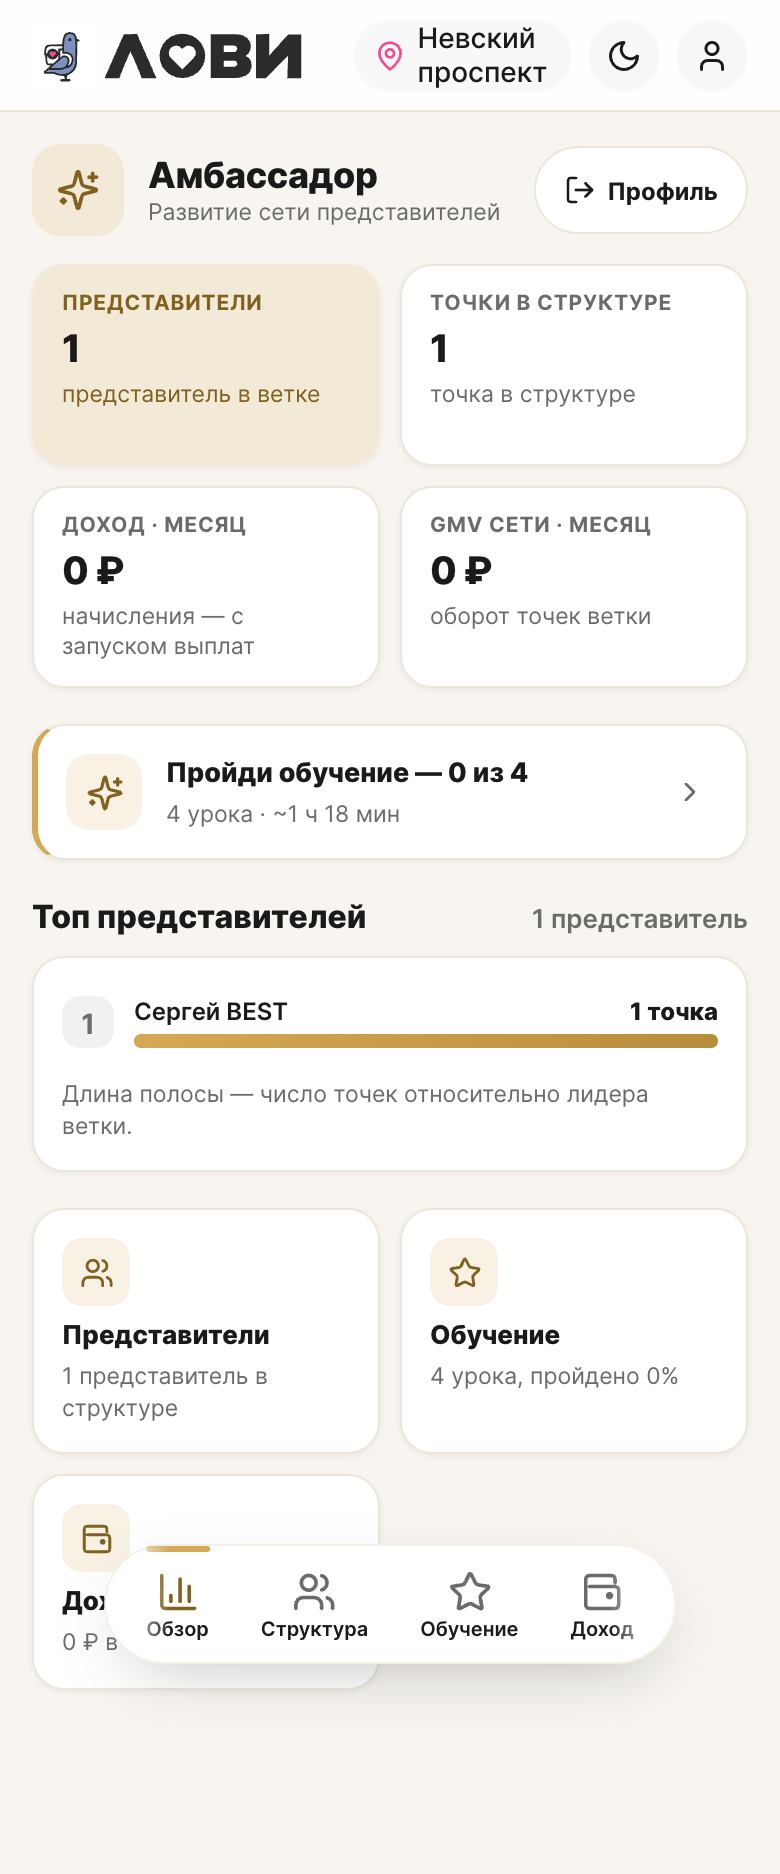 ЛОВИ
Невский
проспект
Амбассадор
Развитие сети представителей
Профиль
ПРЕДСТАВИТЕЛИ
1
представитель в ветке
ТОЧКИ В СТРУКТУРЕ
1
точка в структуре
ДОХОД · МЕСЯЦ
0 ₽
начисления — с
запуском выплат
GMV СЕТИ · МЕСЯЦ
0 ₽
оборот точек ветки
Пройди обучение — 0 из 4
4 урока · ~1 ч 18 мин
Топ представителей
1 представитель
1
Сергей BEST
1 точка
Длина полосы — число точек относительно лидера
ветки.
Представители
1 представитель в
структуре
Обучение
4 урока, пройдено 0%
0 ₽ в
Обзор
Структура
Обучение
Доход